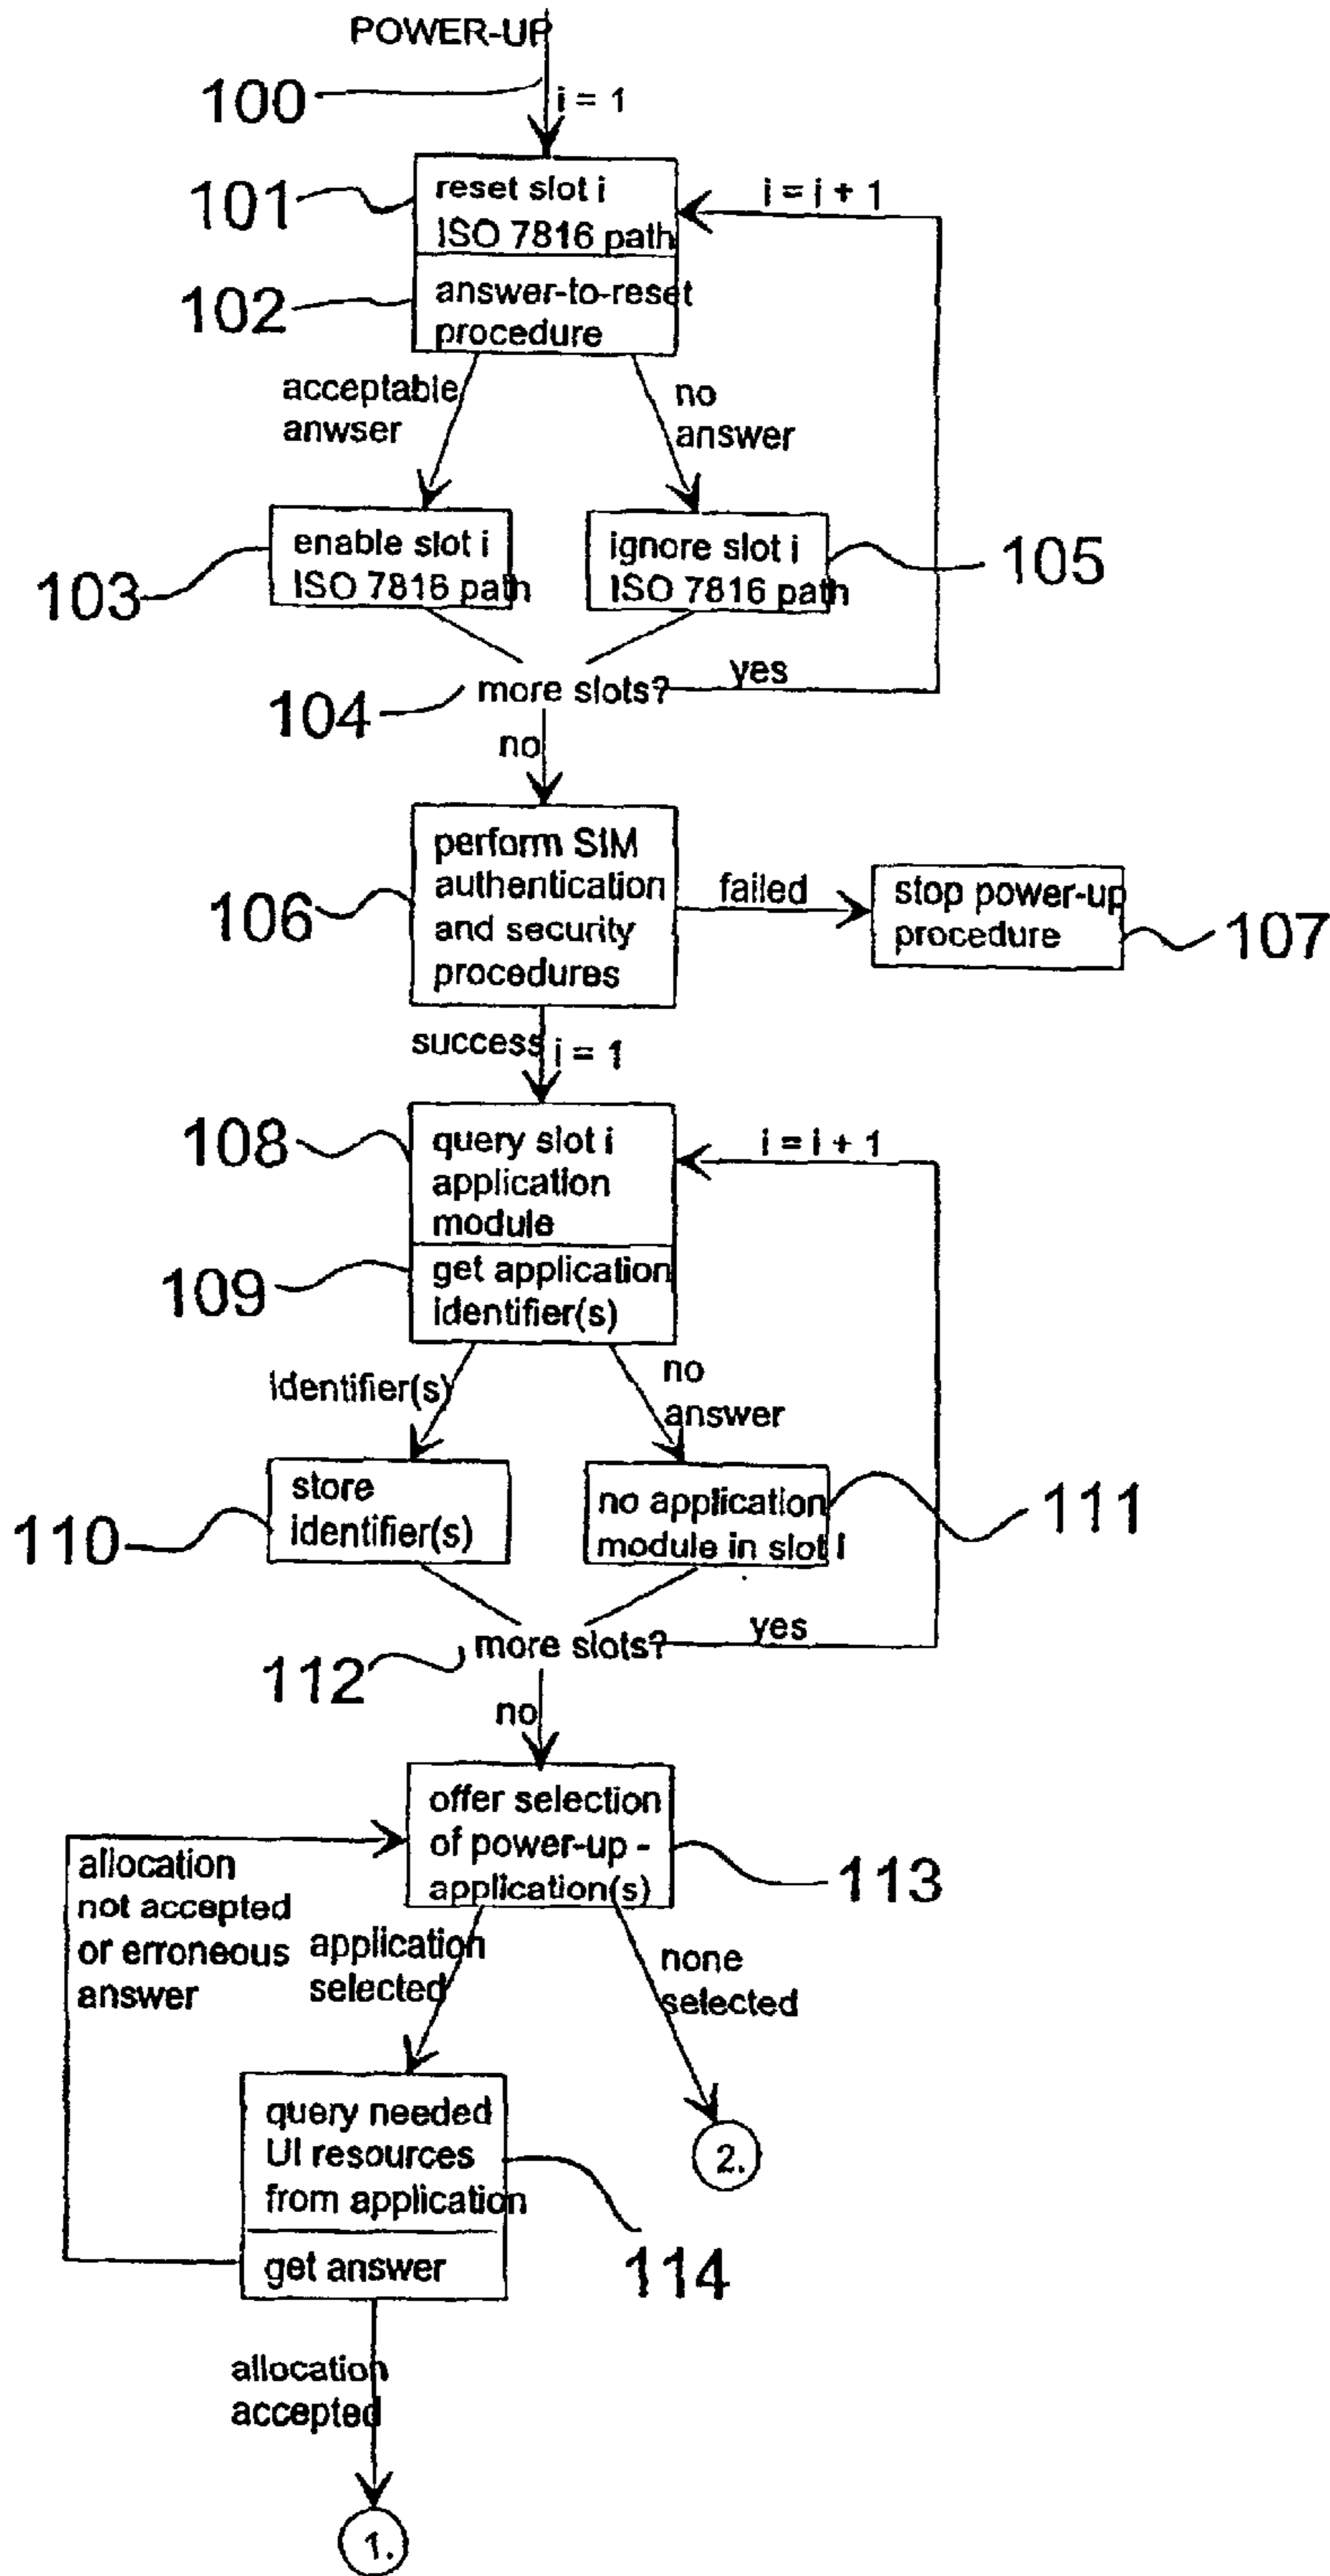 POWER-UP
100
i = 1
101
reset slot i
ISO 7816 path
i = i + 1
102
answer-to-reset
procedure
acceptable
anwser
no
answer
103
enable slot i
ISO 7816 path
ignore slot i
ISO 7816 path
105
104
more slots?
yes
no
106
perform SIM
authentication
and security
procedures
failed
stop power-up
procedure
107
success
i = 1
108
query slot i
application
module
i = i + 1
109
get application
identifier(s)
identifier(s)
no
answer
110
store
identifier(s)
no application
module in slot i
111
112
more slots?
yes
no
offer selection
of power-up -
application(s)
113
allocation
not accepted
or erroneous
answer
application
selected
none
selected
query needed
UI resources
from application
get answer
114
2.
allocation
accepted
1.